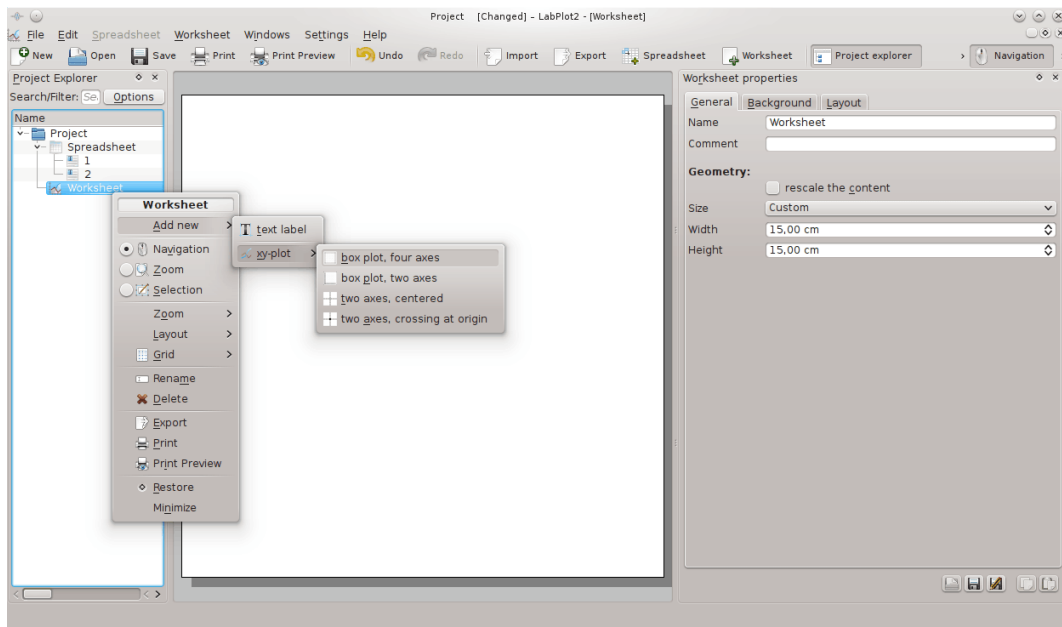 Project [Changed] – LabPlot2 - [Worksheet]
File Edit Spreadsheet Worksheet Windows Settings Help
New Open Save Print Print Preview Undo Redo Import Export Spreadsheet Worksheet Project explorer > Navigation
Project Explorer
Search/Filter: Se Options
Name
Project
Spreadsheet
1
2
Worksheet
Worksheet
Add new >
Navigation
Zoom
Selection
Zoom >
Layout >
Grid >
Rename
Delete
Export
Print
Print Preview
Restore
Minimize
T text label
xy-plot >
box plot, four axes
box plot, two axes
two axes, centered
two axes, crossing at origin
Worksheet properties
General Background Layout
Name Worksheet
Comment
Geometry:
rescale the content
Size Custom
Width 15,00 cm
Height 15,00 cm